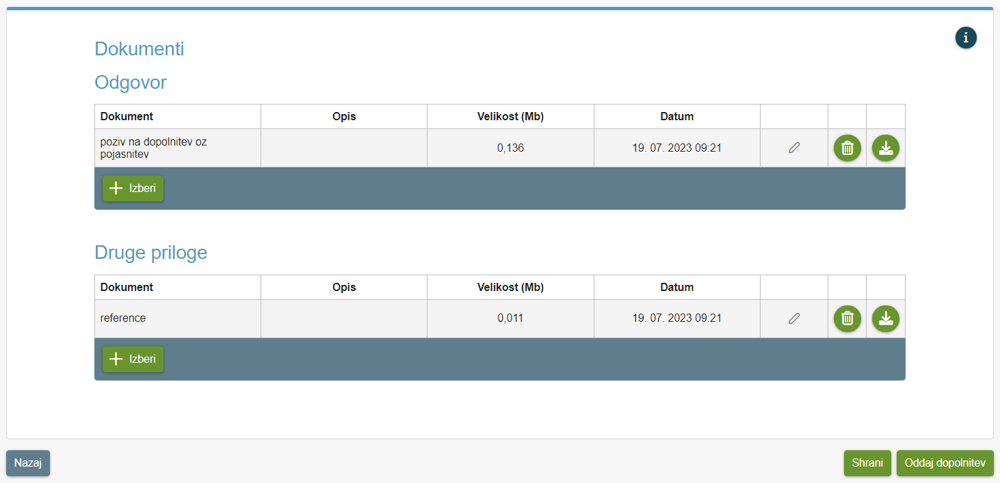 Dokumenti
Odgovor
Dokument Opis Velikost (Mb) Datum
poziv na dopolnitev oz
pojasnitev 0,136 19. 07. 2023 09:21
Izberi
Druge priloge
Dokument Opis Velikost (Mb) Datum
reference 0,011 19. 07. 2023 09:21
Izberi
Nazaj Shrani Oddaj dopolnitev